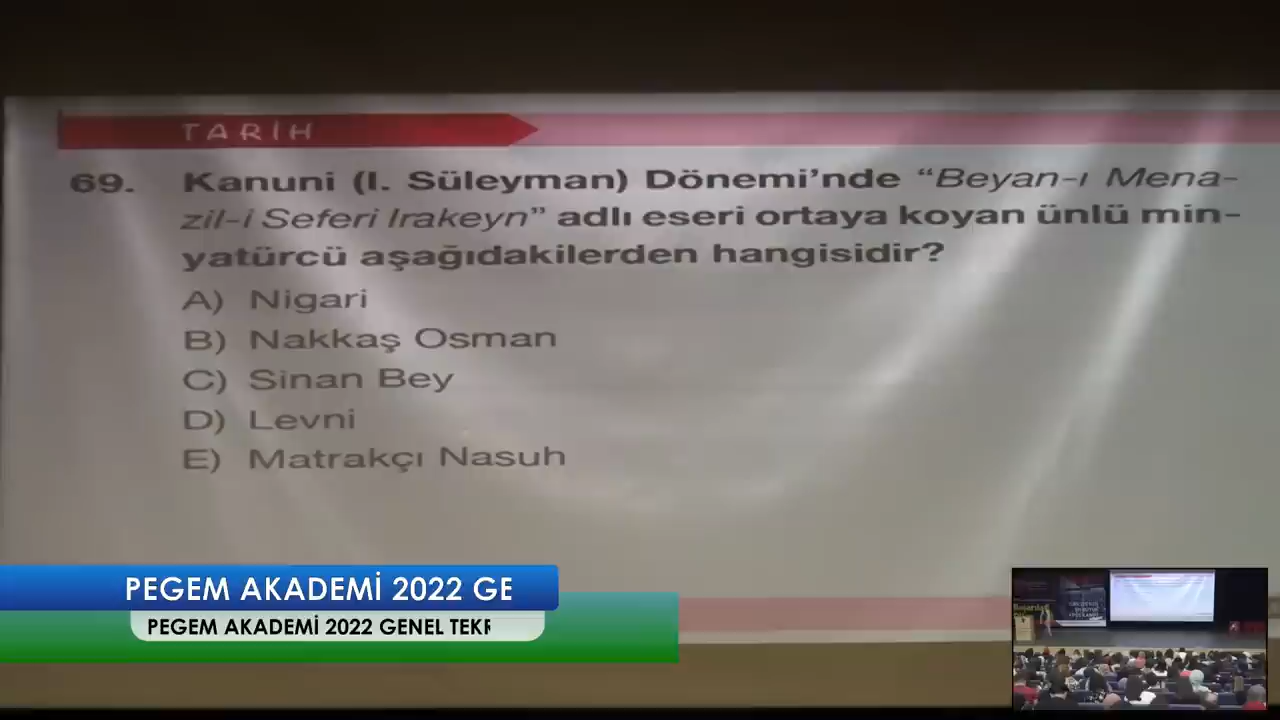 TARİH
69. Kanuni (I. Süleyman) Dönemi'nde “Beyan-ı Mena-
zil-i Seferi Irakeyn” adlı eseri ortaya koyan ünlü min-
yatürcü aşağıdakilerden hangisidir?
A) Nigari
B) Nakkaş Osman
C) Sinan Bey
D) Levni
E) Matrakçı Nasuh
PEGEM AKADEMİ 2022 GE
PEGEM AKADEMİ 2022 GENEL TEKR